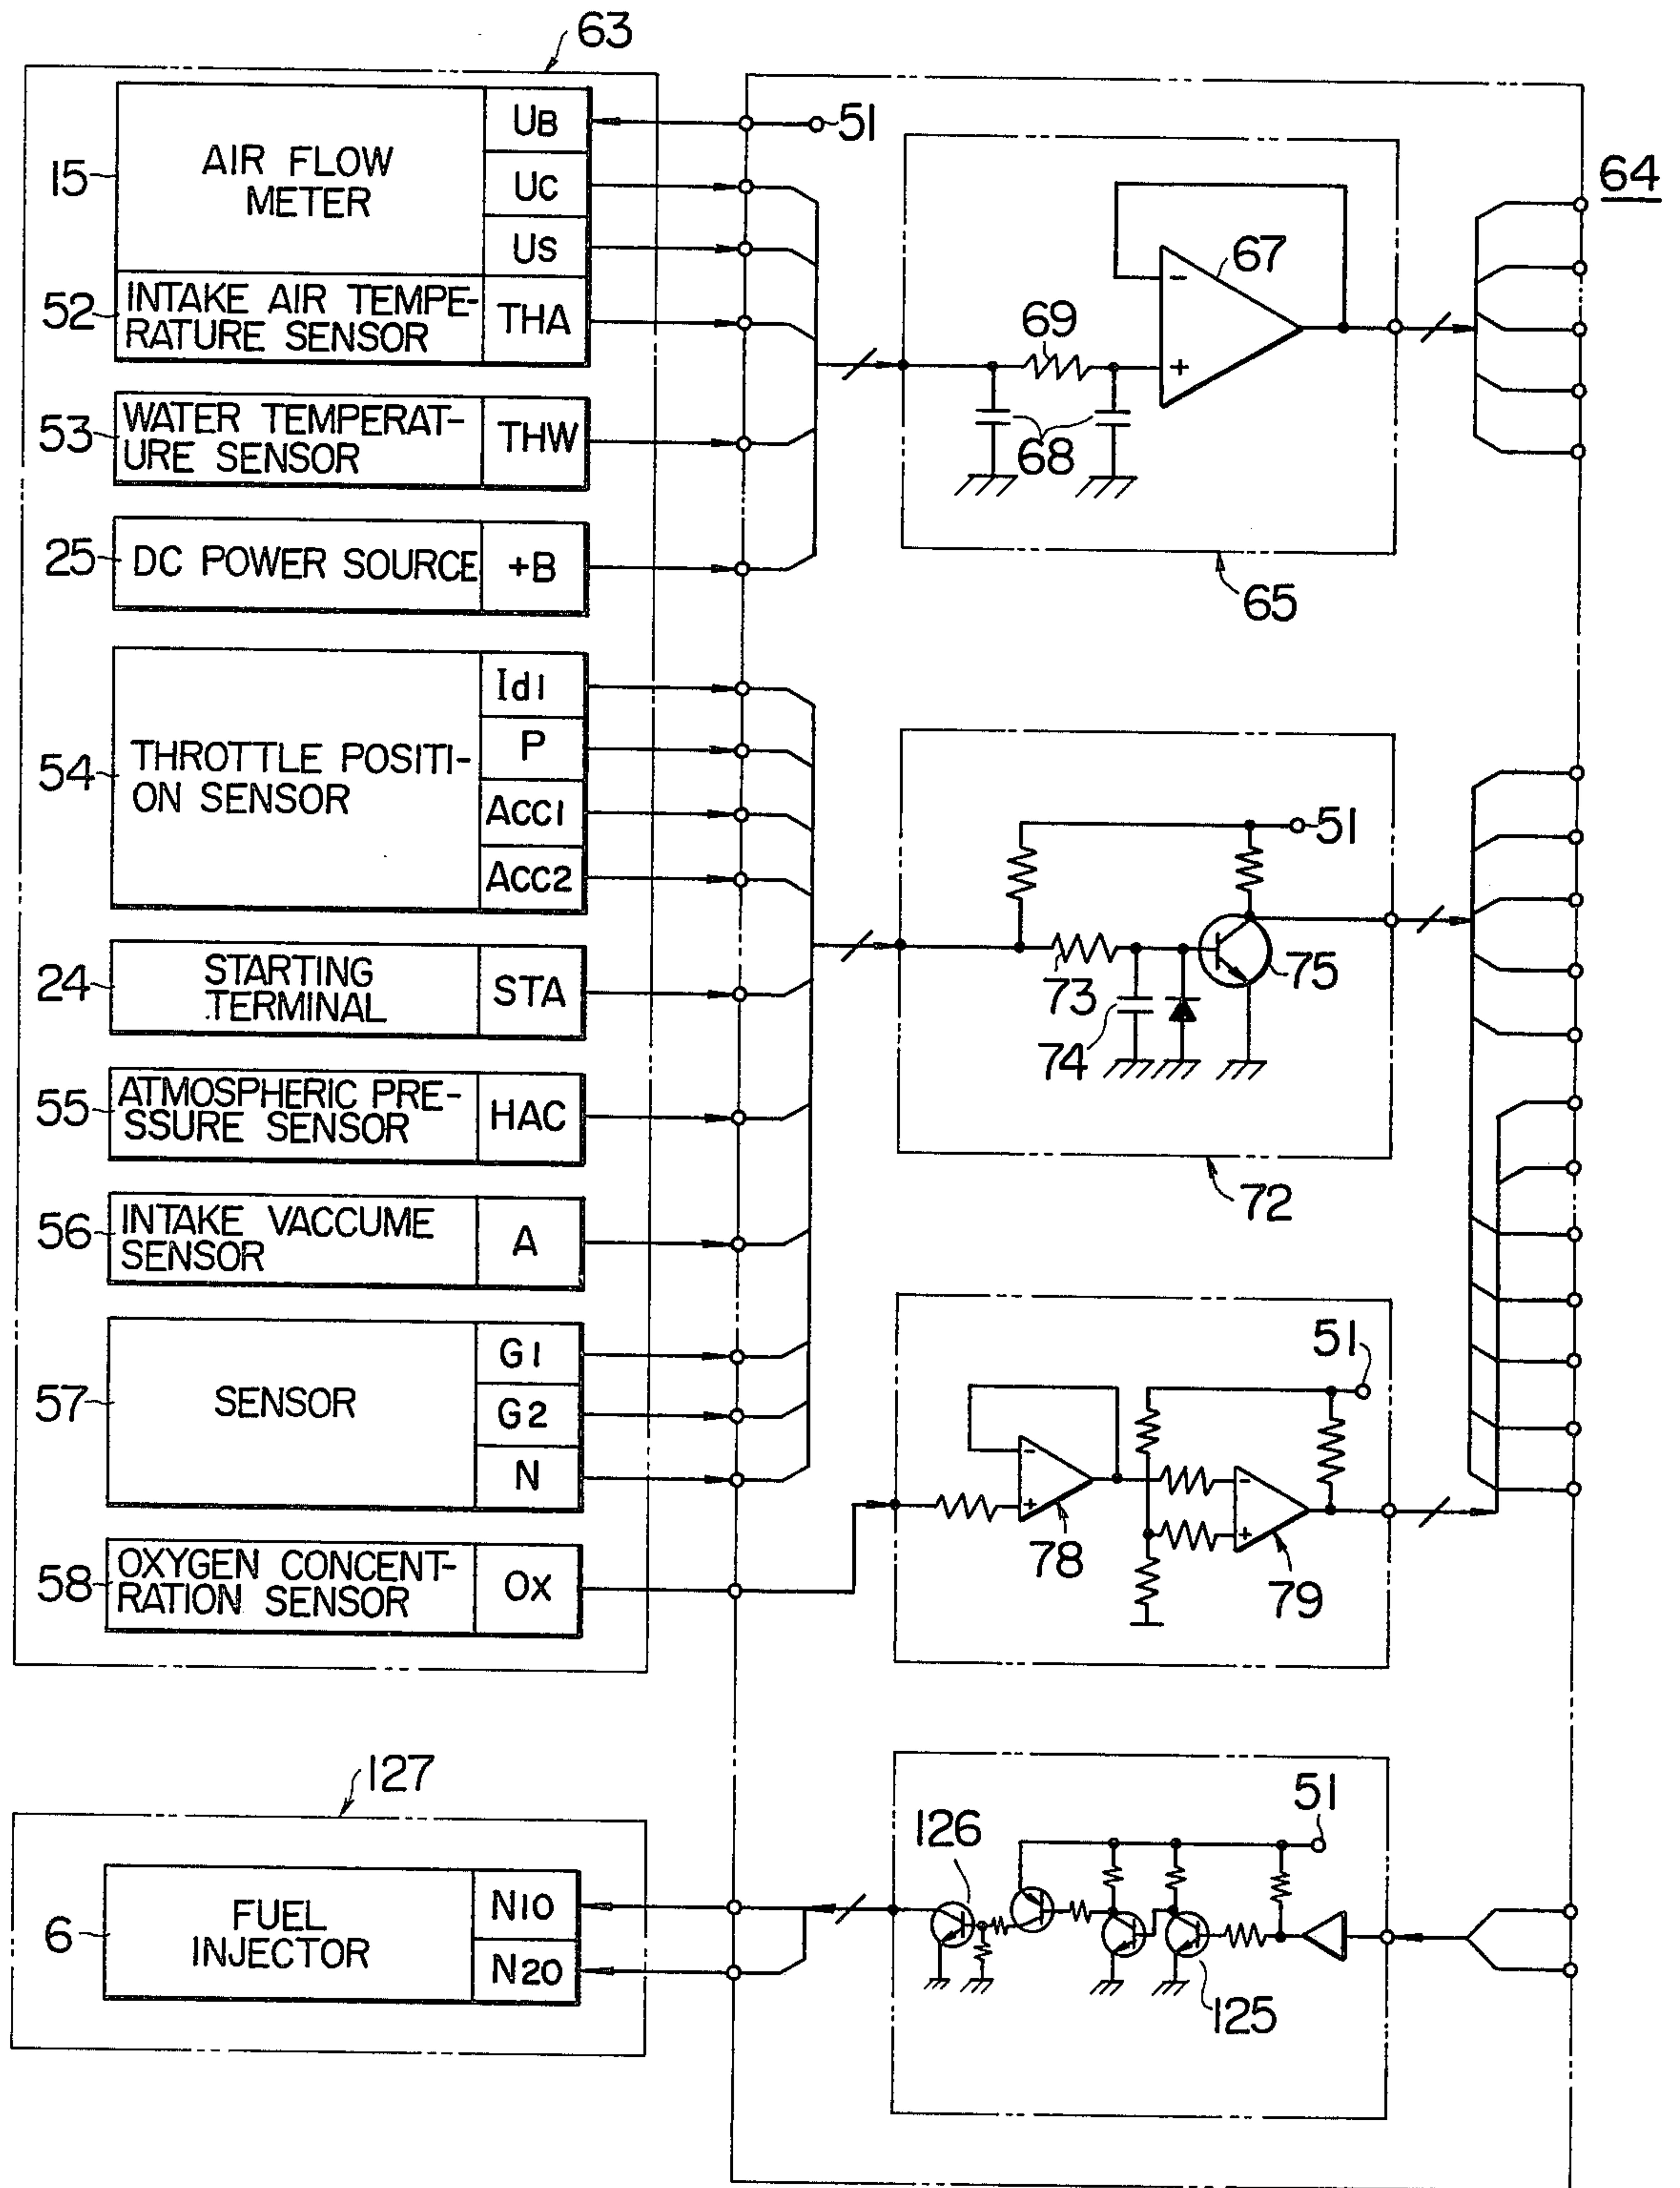 63
15
AIR FLOW
METER
UB
UC
US
51
52
INTAKE AIR TEMPE-
RATURE SENSOR
THA
53
WATER TEMPERAT-
URE SENSOR
THW
25
DC POWER SOURCE
+B
64
67
-
+
69
68
65
54
THROTTLE POSITI-
ON SENSOR
Id1
P
ACC1
ACC2
24
STARTING
TERMINAL
STA
55
ATMOSPHERIC PRE-
SSURE SENSOR
HAC
56
INTAKE VACCUME
SENSOR
A
51
73
74
75
72
57
SENSOR
G1
G2
N
58
OXYGEN CONCENT-
RATION SENSOR
OX
51
-
+
78
-
+
79
127
6
FUEL
INJECTOR
N10
N20
126
51
125